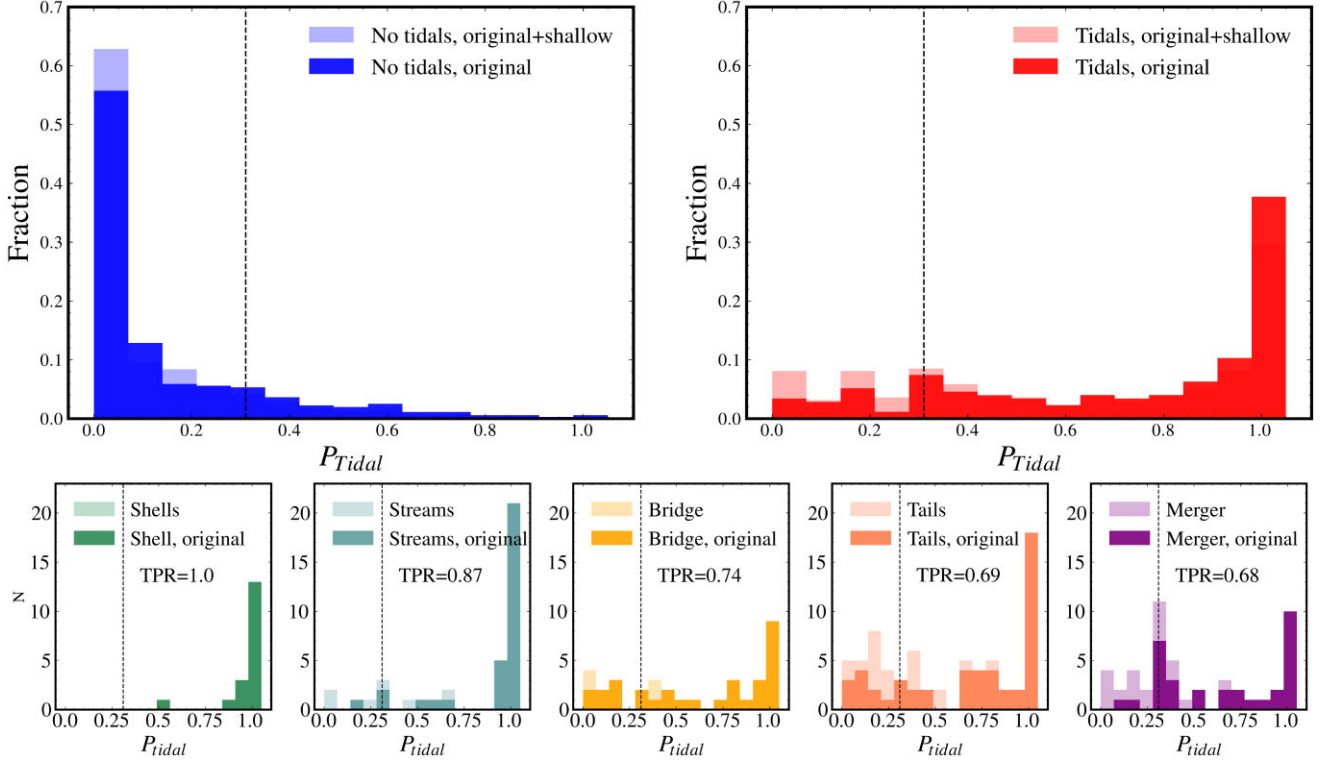 0.7
0.6
0.5
0.4
0.3
0.2
0.1
0.0
Fraction
No tidals, original+shallow
No tidals, original
0.0 0.2 0.4 0.6 0.8 1.0
P_Tidal
0.7
0.6
0.5
0.4
0.3
0.2
0.1
0.0
Fraction
Tidals, original+shallow
Tidals, original
0.0 0.2 0.4 0.6 0.8 1.0
P_Tidal
20
15
10
5
0
N
Shells
Shell, original
TPR=1.0
0.0 0.25 0.5 0.75 1.0
P_tidal
20
15
10
5
0
Streams
Streams, original
TPR=0.87
0.0 0.25 0.5 0.75 1.0
P_tidal
20
15
10
5
0
Bridge
Bridge, original
TPR=0.74
0.0 0.25 0.5 0.75 1.0
P_tidal
20
15
10
5
0
Tails
Tails, original
TPR=0.69
0.0 0.25 0.5 0.75 1.0
P_tidal
20
15
10
5
0
Merger
Merger, original
TPR=0.68
0.0 0.25 0.5 0.75 1.0
P_tidal